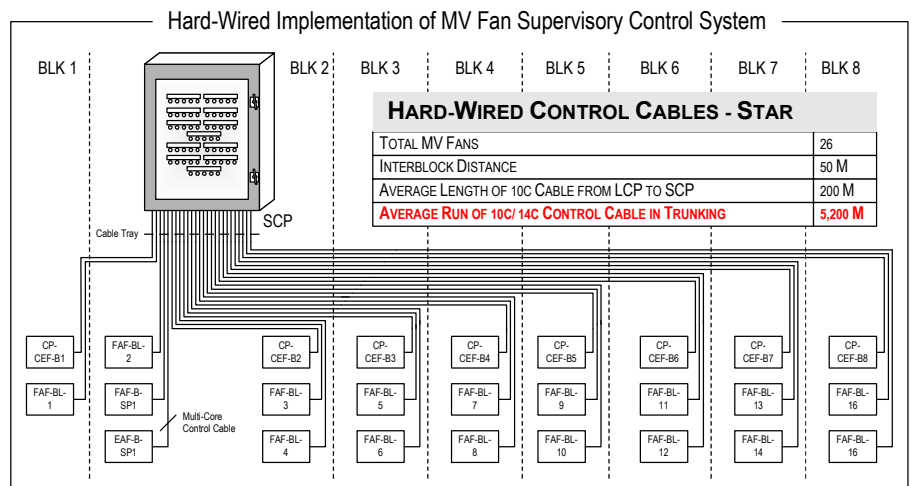 Hard-Wired Implementation of MV Fan Supervisory Control System
BLK 1
BLK 2
BLK 3
BLK 4
BLK 5
BLK 6
BLK 7
BLK 8
HARD-WIRED CONTROL CABLES - STAR
TOTAL MV FANS 26
INTERBLOCK DISTANCE 50 M
AVERAGE LENGTH OF 10C CABLE FROM LCP TO SCP 200 M
AVERAGE RUN OF 10C/ 14C CONTROL CABLE IN TRUNKING 5,200 M
SCP
Cable Tray
CP-
CEF-B1
FAF-BL-
2
CP-
CEF-B2
CP-
CEF-B3
CP-
CEF-B4
CP-
CEF-B5
CP-
CEF-B6
CP-
CEF-B7
CP-
CEF-B8
FAF-BL-
1
FAF-B-
SP1
FAF-BL-
3
FAF-BL-
5
FAF-BL-
7
FAF-BL-
9
FAF-BL-
11
FAF-BL-
13
FAF-BL-
16
Multi-Core
Control Cable
EAF-B-
SP1
FAF-BL-
4
FAF-BL-
6
FAF-BL-
8
FAF-BL-
10
FAF-BL-
12
FAF-BL-
14
FAF-BL-
16